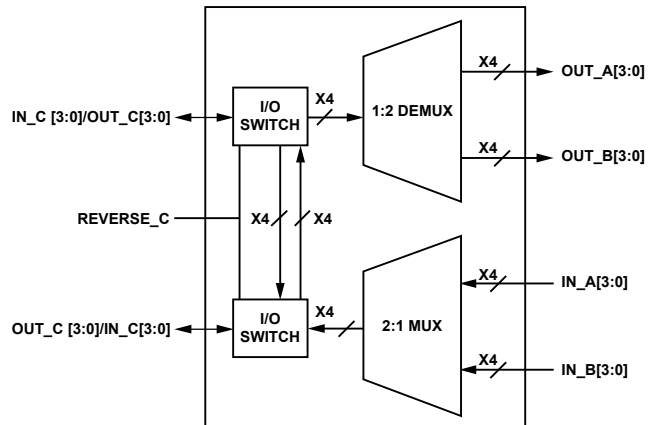 X4
OUT_A[3:0]
X4
I/O
SWITCH
IN_C [3:0]/OUT_C[3:0]
1:2 DEMUX
X4
OUT_B[3:0]
REVERSE_C
X4
X4
X4
IN_A[3:0]
X4
I/O
SWITCH
OUT_C [3:0]/IN_C[3:0]
2:1 MUX
X4
IN_B[3:0]